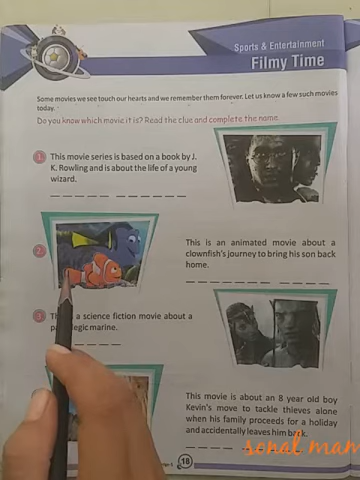 Sports & Entertainment
Filmy Time
Some movies we see touch our hearts and we remember them forever. Let us know a few such movies
today.
Do you know which movie it is? Read the clue and complete the name.
1. This movie series is based on a book by J.
K. Rowling and is about the life of a young
wizard.
2.
This is an animated movie about a
clownfish's journey to bring his son back
home.
3. a science fiction movie about a
marine.
This movie is about an 8 year old boy
Kevin's move to tackle thieves alone
when his family proceeds for a holiday
and accidentally leaves him back.
18
sonal mam